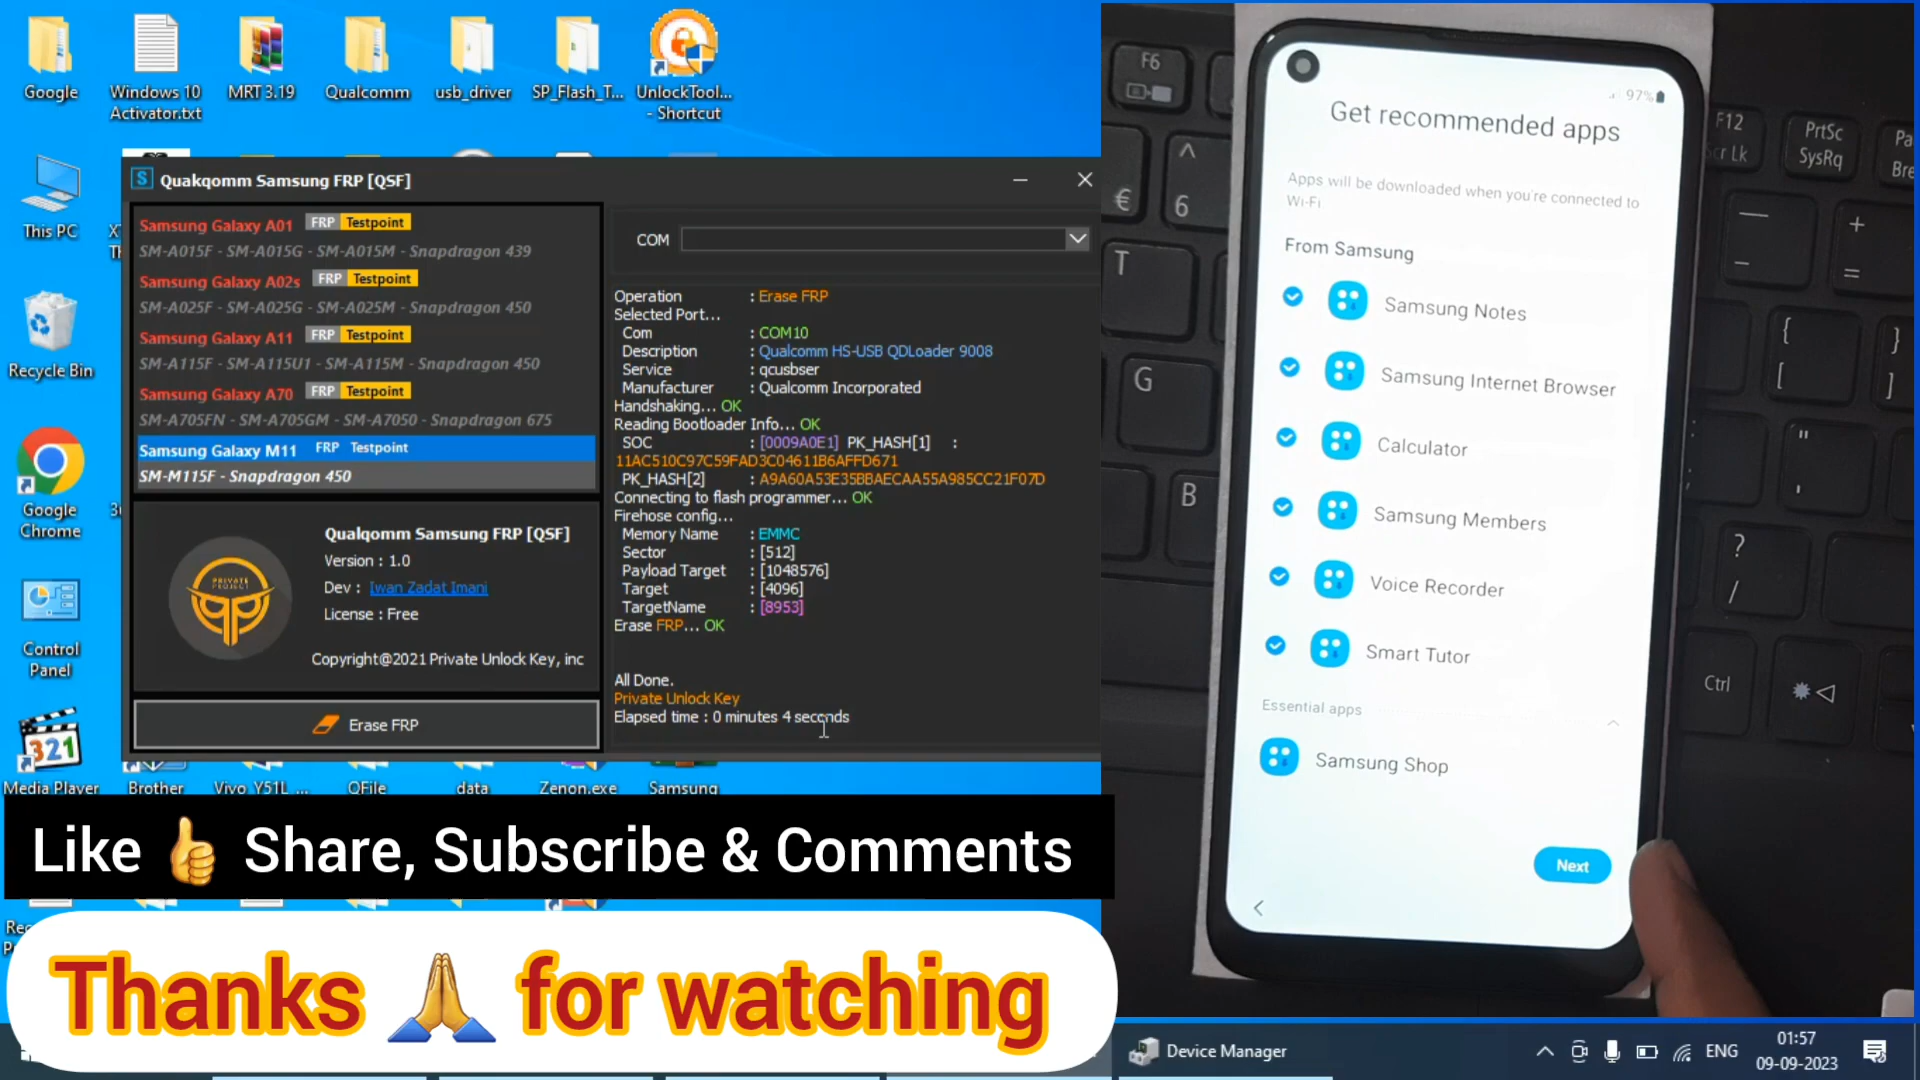 Google
Windows 10
Activator.txt
MRT 3.19
Qualcomm
usb_driver
SP_Flash_T...
UnlockTool...
- Shortcut
This PC
Recycle Bin
Google
Chrome
Control
Panel
Media Player
Brother
Vivo Y51L ...
QFile
data
Zenon.exe
Samsung
Quakqomm Samsung FRP [QSF]
Samsung Galaxy A01 FRP Testpoint
SM-A015F - SM-A015G - SM-A015M - Snapdragon 439
Samsung Galaxy A02s FRP Testpoint
SM-A025F - SM-A025G - SM-A025M - Snapdragon 450
Samsung Galaxy A11 FRP Testpoint
SM-A115F - SM-A115U1 - SM-A115M - Snapdragon 450
Samsung Galaxy A70 FRP Testpoint
SM-A705FN - SM-A705GM - SM-A7050 - Snapdragon 675
Samsung Galaxy M11 FRP Testpoint
SM-M115F - Snapdragon 450
PRIVATE
PROJECT
Qualqomm Samsung FRP [QSF]
Version : 1.0
Dev : Iwan Zadat Imani
License : Free
Copyright@2021 Private Unlock Key, inc
Erase FRP
COM
Operation : Erase FRP
Selected Port...
Com : COM10
Description : Qualcomm HS-USB QDLoader 9008
Service : qcusbser
Manufacturer : Qualcomm Incorporated
Handshaking... OK
Reading Bootloader Info... OK
SOC : [0009A0E1] PK_HASH[1] :
11AC510C97C59FAD3C04611B6AFFD671
PK_HASH[2] : A9A60A53E35BBAECAA55A985CC21F07D
Connecting to flash programmer... OK
Firehose config...
Memory Name : EMMC
Sector : [512]
Payload Target : [1048576]
Target : [4096]
TargetName : [8953]
Erase FRP... OK
All Done.
Private Unlock Key
Elapsed time : 0 minutes 4 seconds
Like 👍 Share, Subscribe & Comments
Thanks 🙏 for watching
97%
Get recommended apps
Apps will be downloaded when you're connected to
Wi-Fi
From Samsung
Samsung Notes
Samsung Internet Browser
Calculator
Samsung Members
Voice Recorder
Smart Tutor
Essential apps
Samsung Shop
Next
F6
^
€ 6
T
G
B
F12
PrtSc
SysRq
_
-
+
=
{
[
}
]
"
'
?
/
Ctrl
Device Manager
ENG
01:57
09-09-2023